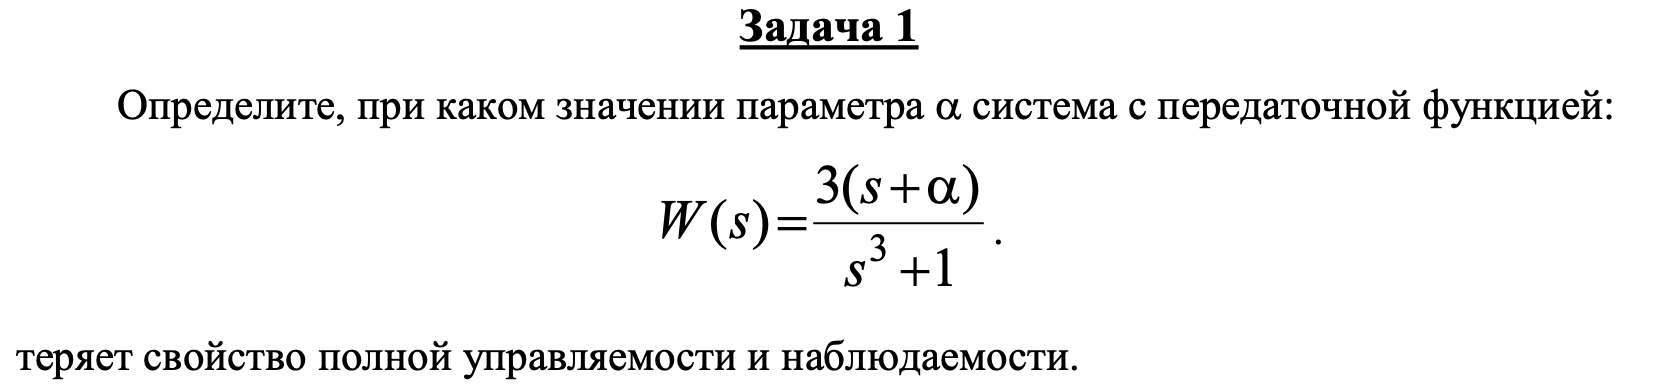 Задача 1
Определите, при каком значении параметра α система с передаточной функцией:
W(s)=3(s+α)/(s³+1).
теряет свойство полной управляемости и наблюдаемости.